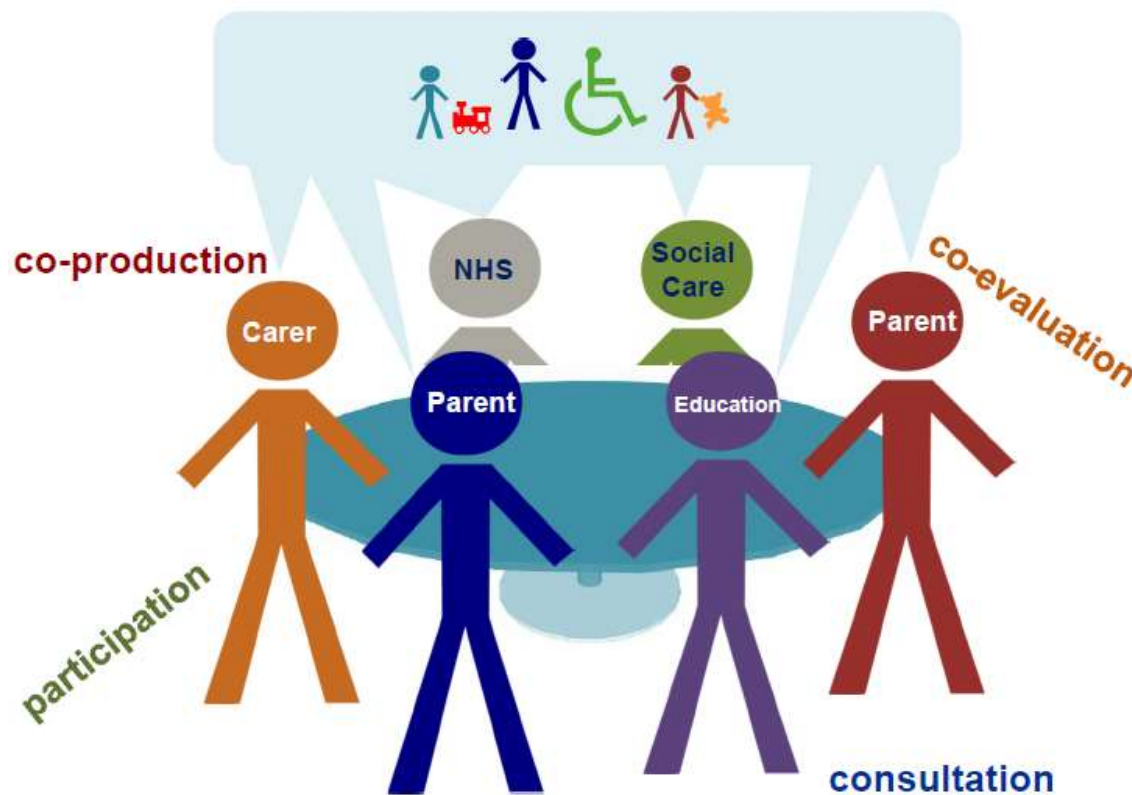 co-production
NHS
Social
Care
co-evaluation
Carer
Parent
Parent
Education
participation
consultation